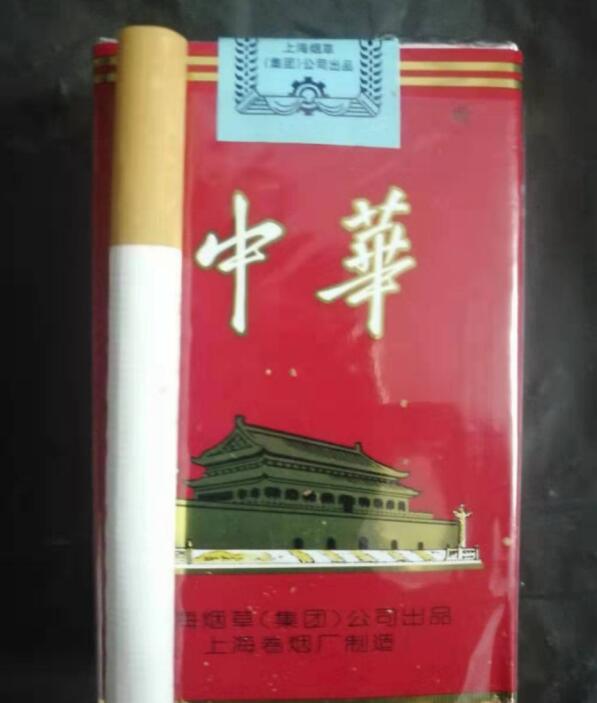 上海烟草
(集团)公司出品
中華
海烟草(集团)公司出品
上海卷烟厂制造